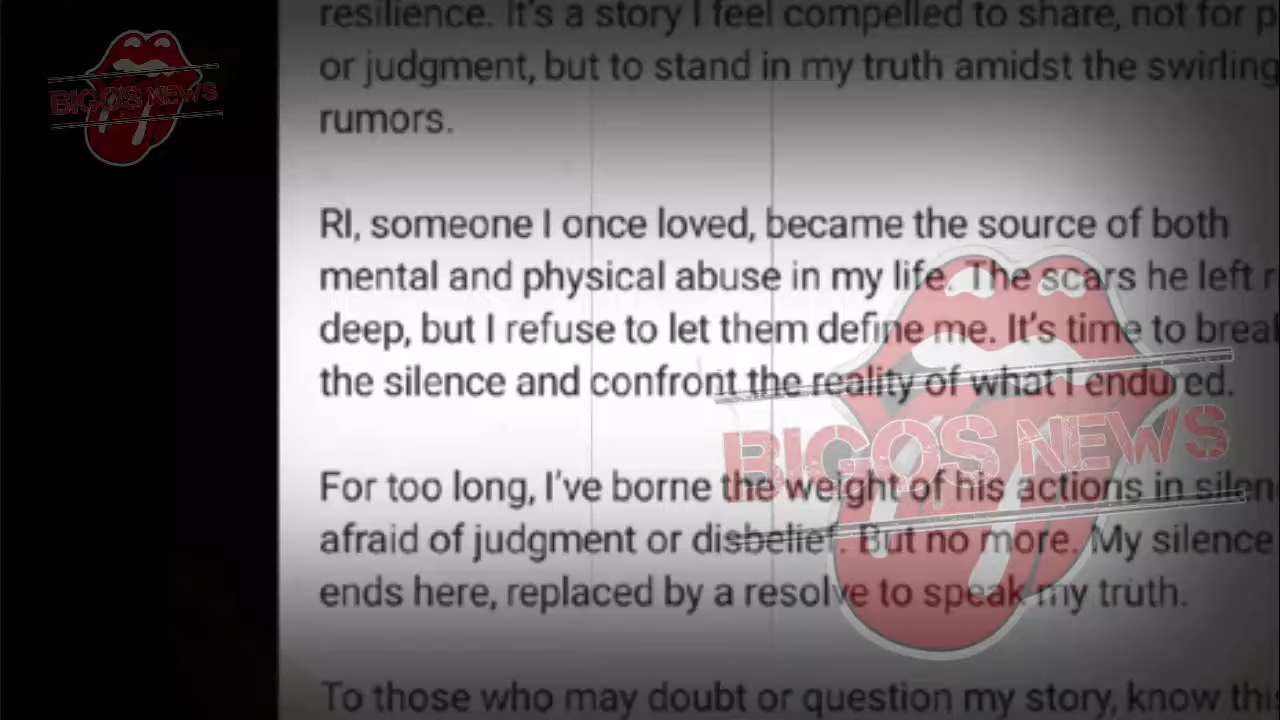 resilience. It's a story I feel compelled to share, not for
or judgment, but to stand in my truth amidst the swirling
rumors.
BIGOS NEWS
RI, someone I once loved, became the source of both
mental and physical abuse in my life. The scars he left
deep, but I refuse to let them define me. It's time to
the silence and confront the reality of what I endured.
BIGOS NEWS
For too long, I've borne the weight of his actions in
afraid of judgment or disbelief. But no more. My silence
ends here, replaced by a resolve to speak my truth.
To those who may doubt or question my story, know